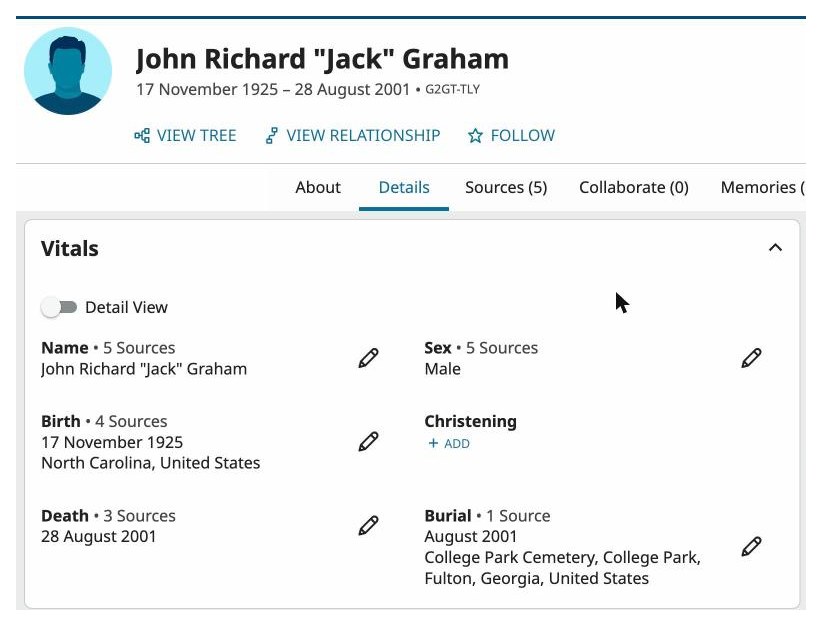 John Richard "Jack" Graham
17 November 1925 – 28 August 2001 • G2GT-TLY
VIEW TREE VIEW RELATIONSHIP FOLLOW
About Details Sources (5) Collaborate (0) Memories (
Vitals
Detail View
Name • 5 Sources
John Richard "Jack" Graham
Sex • 5 Sources
Male
Birth • 4 Sources
17 November 1925
North Carolina, United States
Christening
+ ADD
Death • 3 Sources
28 August 2001
Burial • 1 Source
August 2001
College Park Cemetery, College Park,
Fulton, Georgia, United States